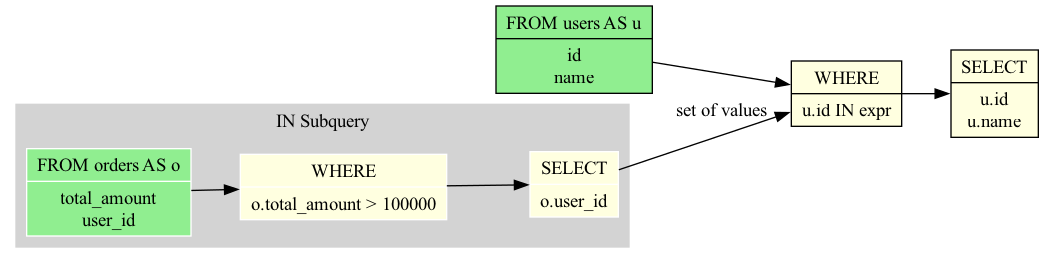 FROM users AS u
id
name
IN Subquery
FROM orders AS o
total_amount
user_id
WHERE
o.total_amount > 100000
SELECT
o.user_id
set of values
WHERE
u.id IN expr
SELECT
u.id
u.name